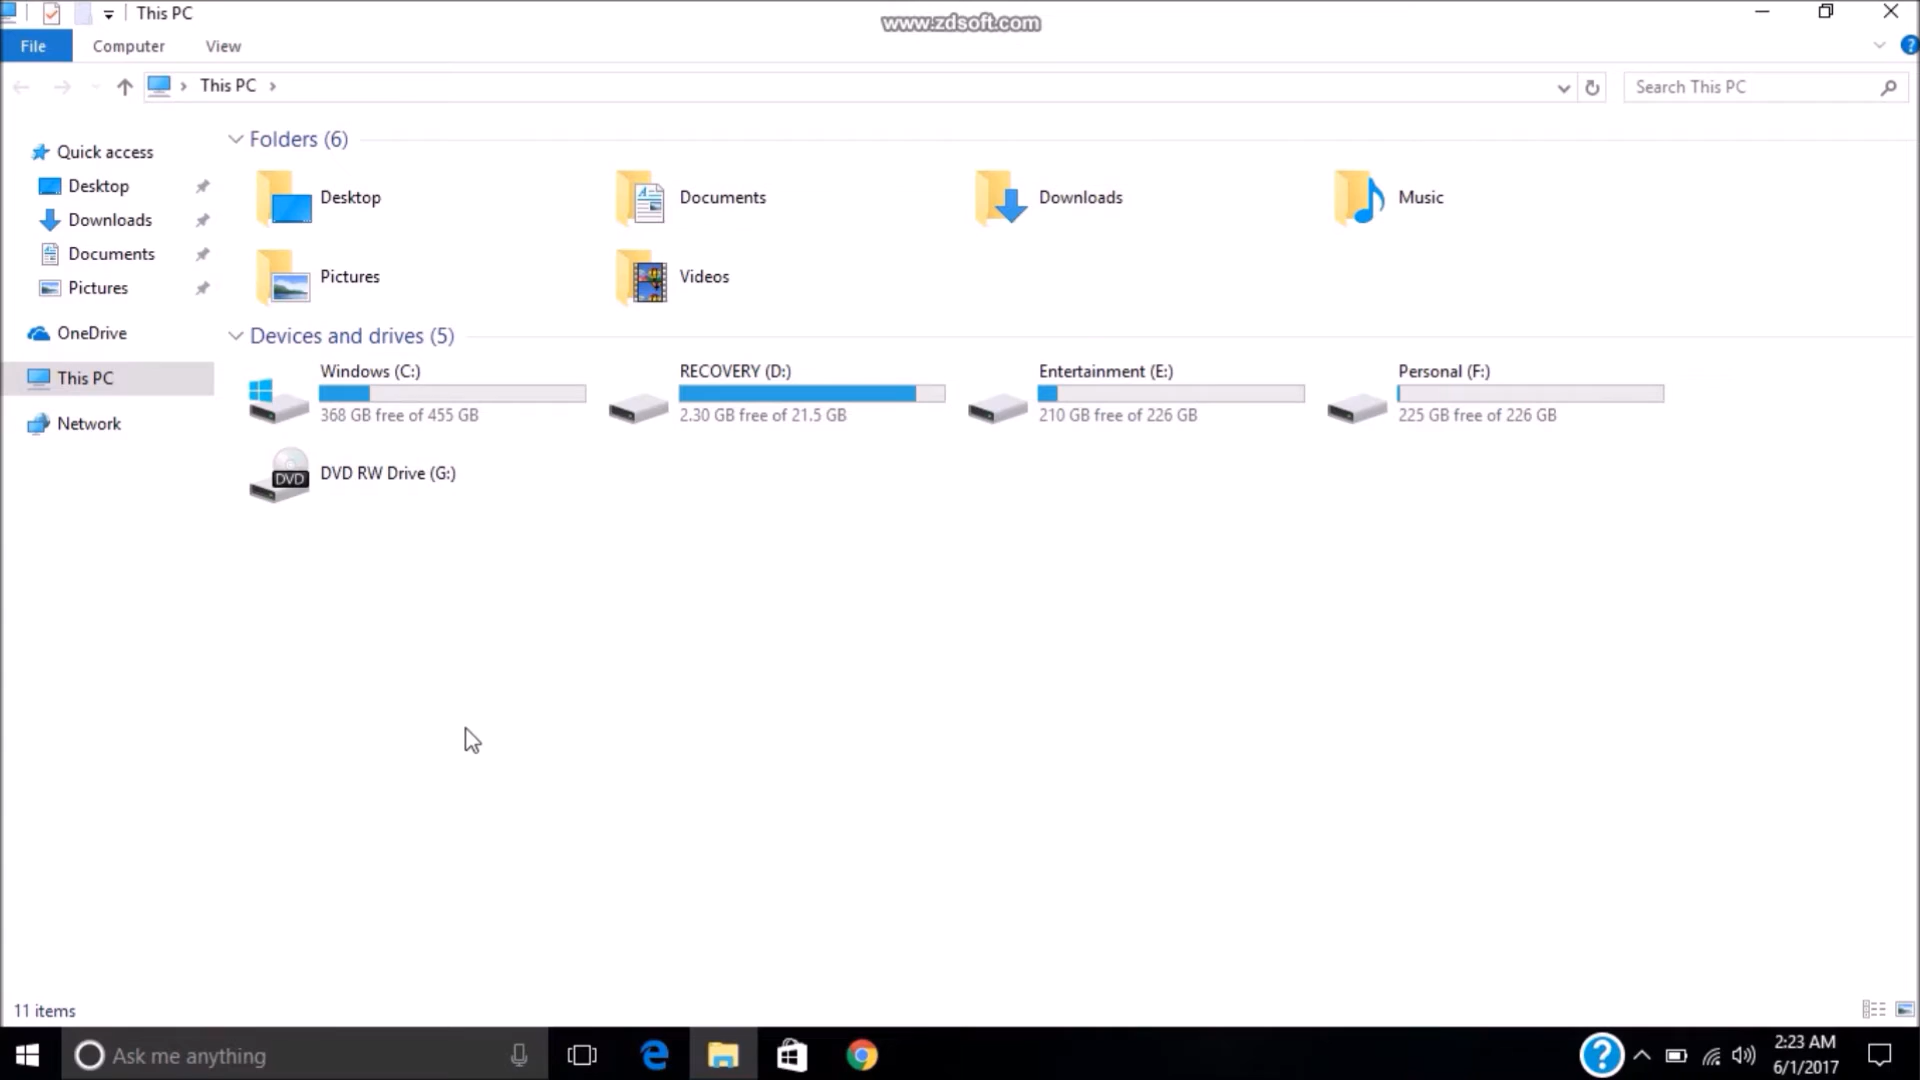 This PC
www.zdsoft.com
File Computer View
This PC
Search This PC
Quick access
Desktop
Downloads
Documents
Pictures
OneDrive
This PC
Network
Folders (6)
Desktop
Documents
Downloads
Music
Pictures
Videos
Devices and drives (5)
Windows (C:)
368 GB free of 455 GB
RECOVERY (D:)
2.30 GB free of 21.5 GB
Entertainment (E:)
210 GB free of 226 GB
Personal (F:)
225 GB free of 226 GB
DVD
DVD RW Drive (G:)
11 items
Ask me anything
2:23 AM
6/1/2017